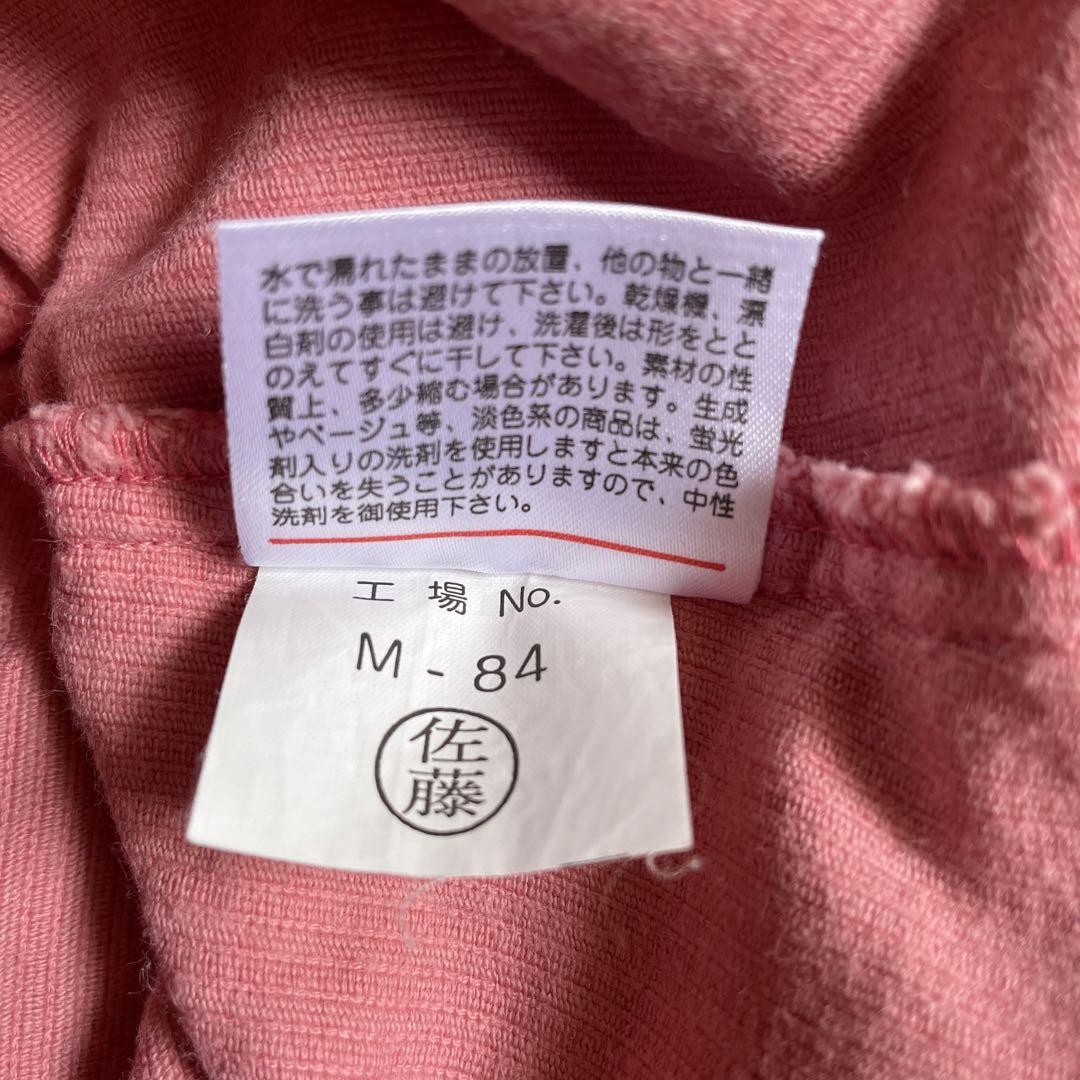 水で濡れたままの放置、他の物と一緒
に洗う事は避けて下さい。乾燥機、漂
白剤の使用は避け、洗濯後は形をとと
のえてすぐに干して下さい。素材の性
質上、多少縮む場合があります。生成
やベージュ等、淡色系の商品は、蛍光
剤入りの洗剤を使用しますと本来の色
合いを失うことがありますので、中性
洗剤を御使用下さい。
工場 No.
M - 84
佐
藤